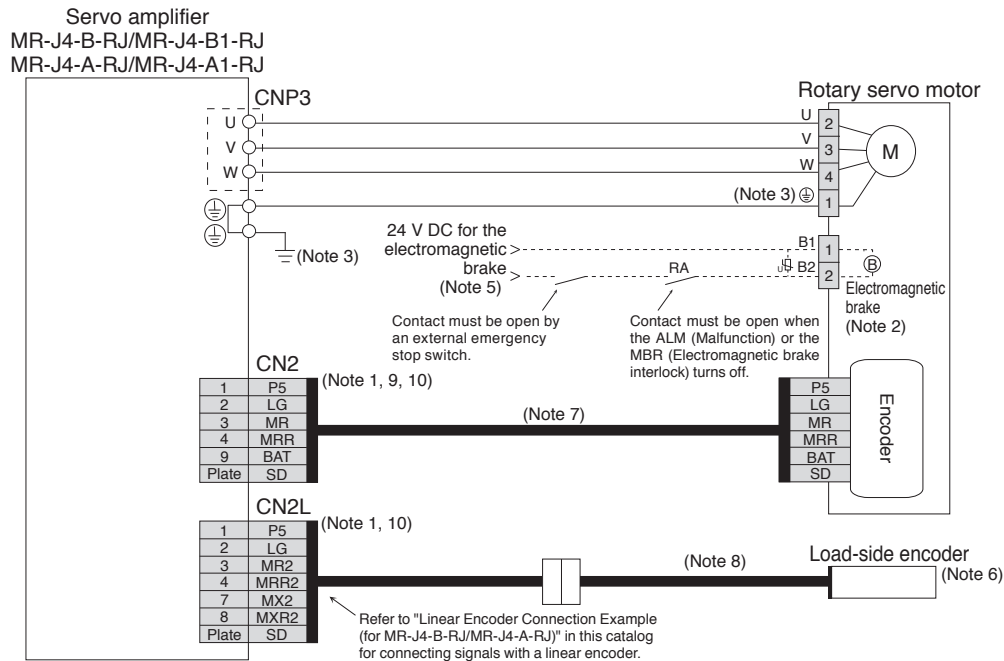 Servo amplifier
MR-J4-B-RJ/MR-J4-B1-RJ
MR-J4-A-RJ/MR-J4-A1-RJ
CNP3
U
V
W
(Note 3)
Rotary servo motor
U
2
V
3
W
4
(Note 3)
1
M
24 V DC for the
electromagnetic
brake
(Note 5)
RA
B1
1
U
B2
2
B
Electromagnetic
brake
(Note 2)
Contact must be open by
an external emergency
stop switch.
Contact must be open when
the ALM (Malfunction) or the
MBR (Electromagnetic brake
interlock) turns off.
CN2
(Note 1, 9, 10)
1 P5
2 LG
3 MR
4 MRR
9 BAT
Plate SD
(Note 7)
P5
LG
MR
MRR
BAT
SD
Encoder
CN2L
(Note 1, 10)
1 P5
2 LG
3 MR2
4 MRR2
7 MX2
8 MXR2
Plate SD
(Note 8)
Load-side encoder
(Note 6)
Refer to "Linear Encoder Connection Example
(for MR-J4-B-RJ/MR-J4-A-RJ)" in this catalog
for connecting signals with a linear encoder.